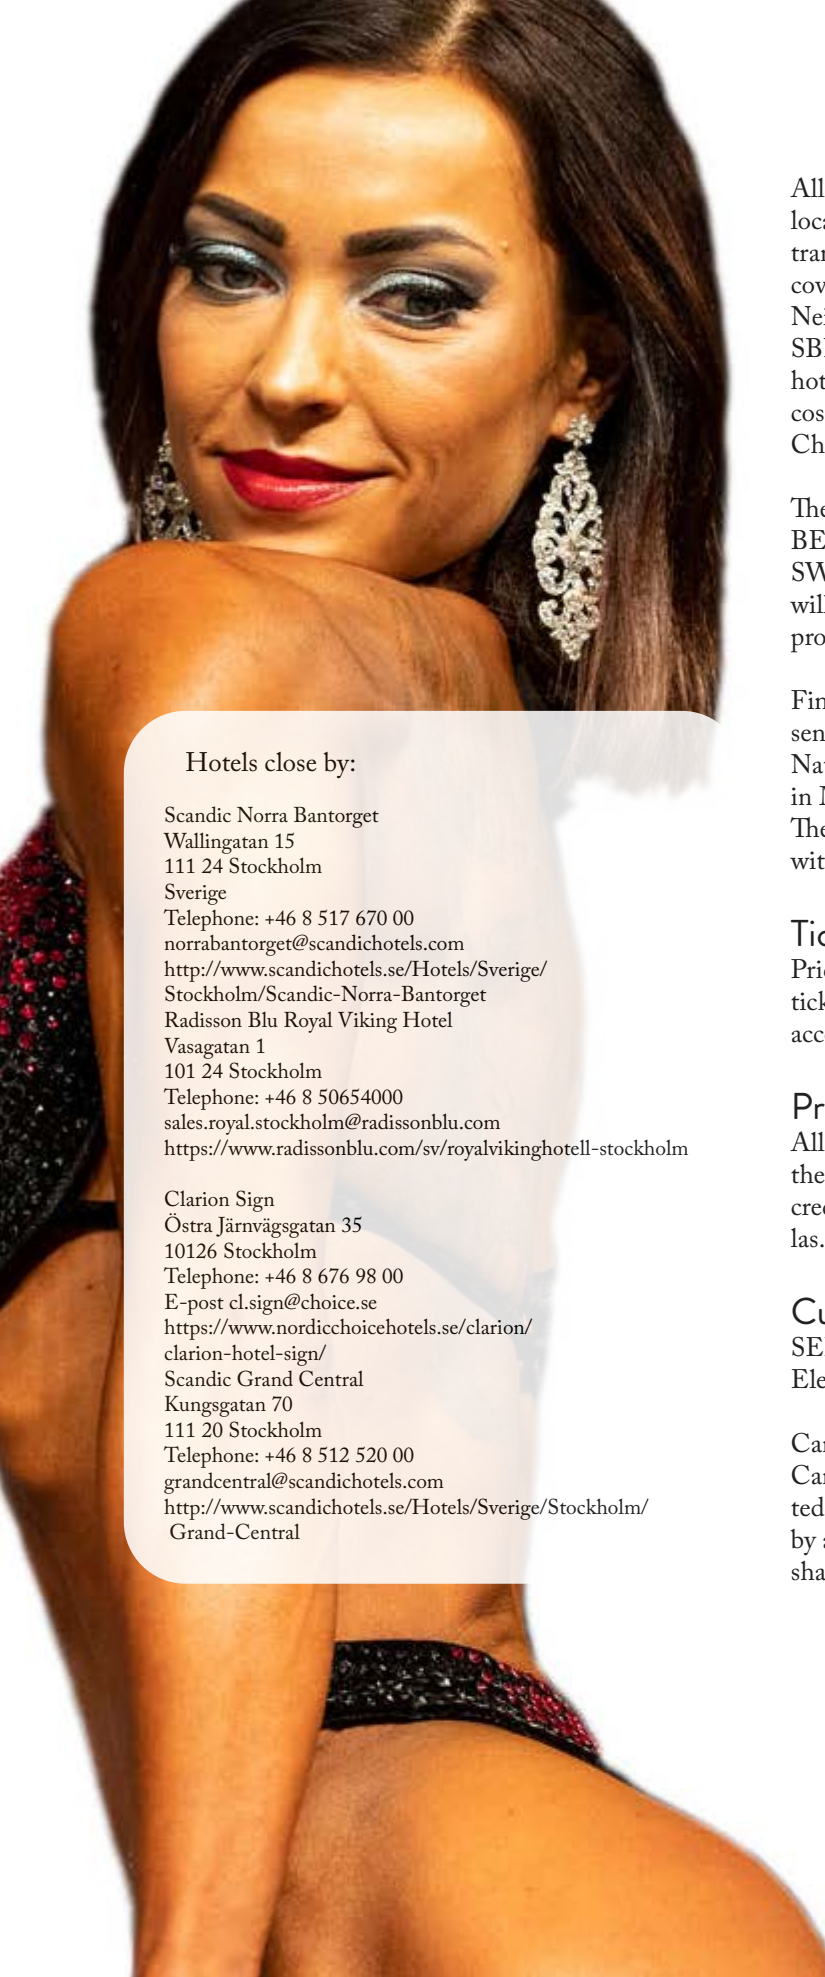 Hotels close by:
Scandic Norra Bantorget
Wallingatan 15
111 24 Stockholm
Sverige
Telephone: +46 8 517 670 00
norrabantorget@scandichotels.com
http://www.scandichotels.se/Hotels/Sverige/
Stockholm/Scandic-Norra-Bantorget
Radisson Blu Royal Viking Hotel
Vasagatan 1
101 24 Stockholm
Telephone: +46 8 50654000
sales.royal.stockholm@radissonblu.com
https://www.radissonblu.com/sv/royalvikinghotell-stockholm
Clarion Sign
Östra Järnvägsgatan 35
10126 Stockholm
Telephone: +46 8 676 98 00
E-post cl.sign@choice.se
https://www.nordicchoicehotels.se/clarion/
clarion-hotel-sign/
Scandic Grand Central
Kungsgatan 70
111 20 Stockholm
Telephone: +46 8 512 520 00
grandcentral@scandichotels.com
http://www.scandichotels.se/Hotels/Sverige/Stockholm/
Grand-Central
All
las.
by